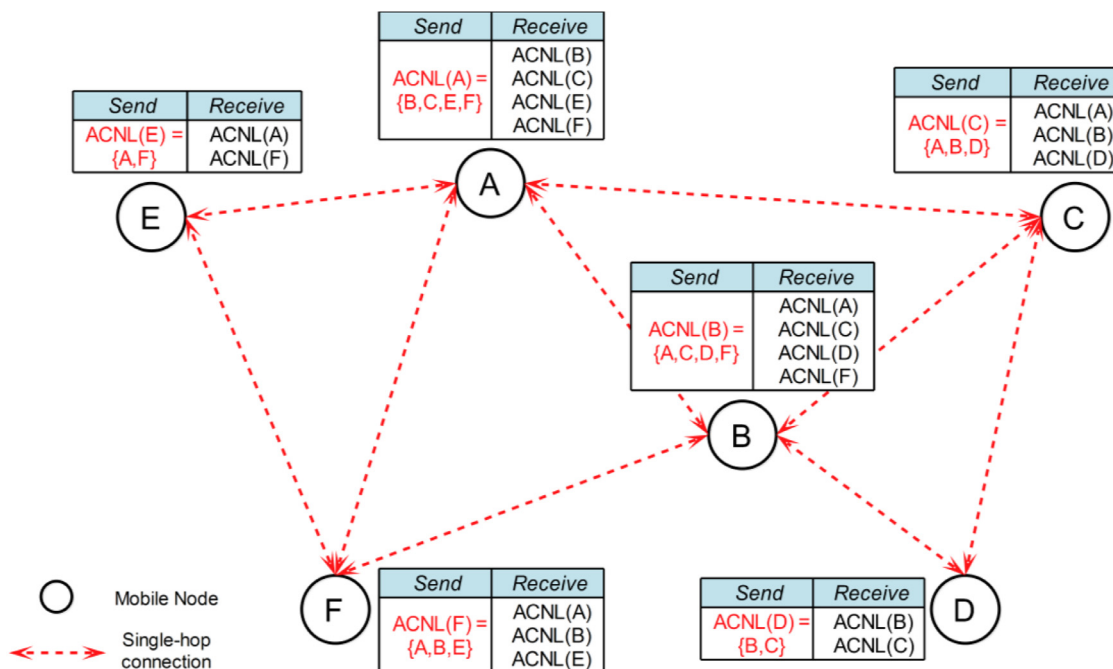 Send Receive
ACNL(A) =
{B,C,E,F}
ACNL(B)
ACNL(C)
ACNL(E)
ACNL(F)
Send Receive
ACNL(E) =
{A,F}
ACNL(A)
ACNL(F)
Send Receive
ACNL(C) =
{A,B,D}
ACNL(A)
ACNL(B)
ACNL(D)
A
E
C
Send Receive
ACNL(B) =
{A,C,D,F}
ACNL(A)
ACNL(C)
ACNL(D)
ACNL(F)
B
F
Send Receive
ACNL(F) =
{A,B,E}
ACNL(A)
ACNL(B)
ACNL(E)
Send Receive
ACNL(D) =
{B,C}
ACNL(B)
ACNL(C)
D
Mobile Node
Single-hop
connection